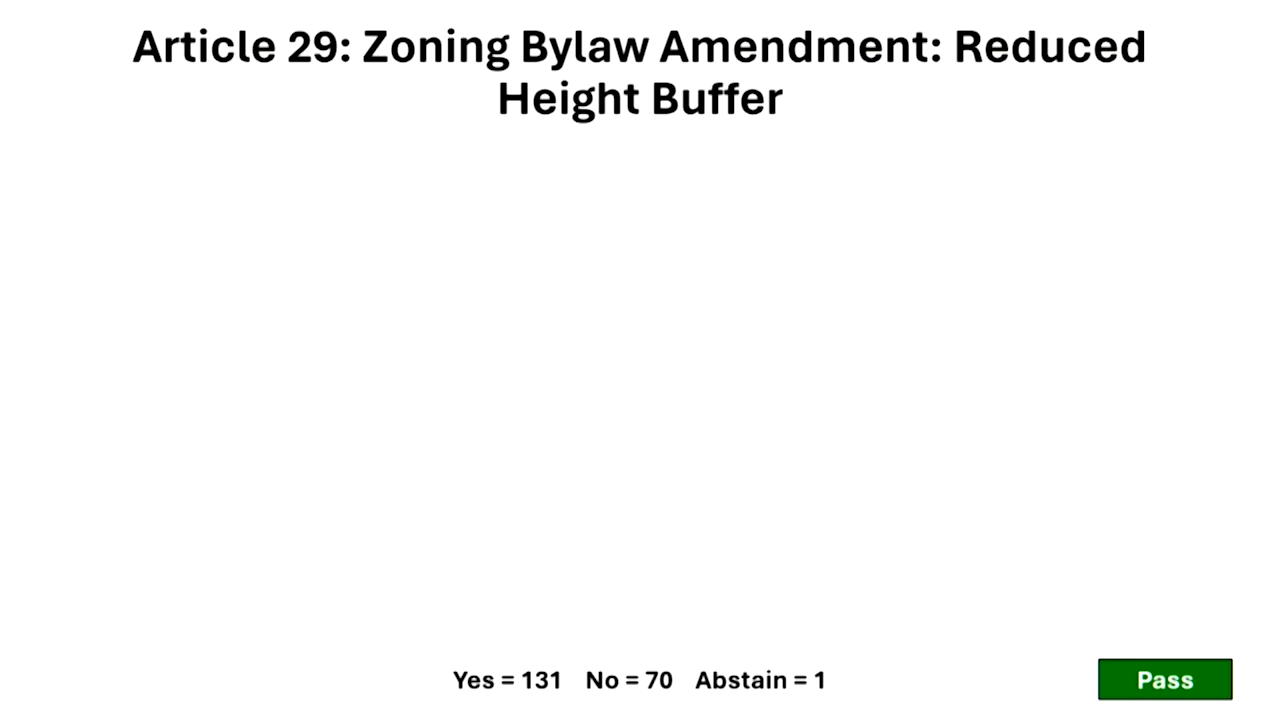 Article 29: Zoning Bylaw Amendment: Reduced
Height Buffer
Yes = 131 No = 70 Abstain = 1
Pass